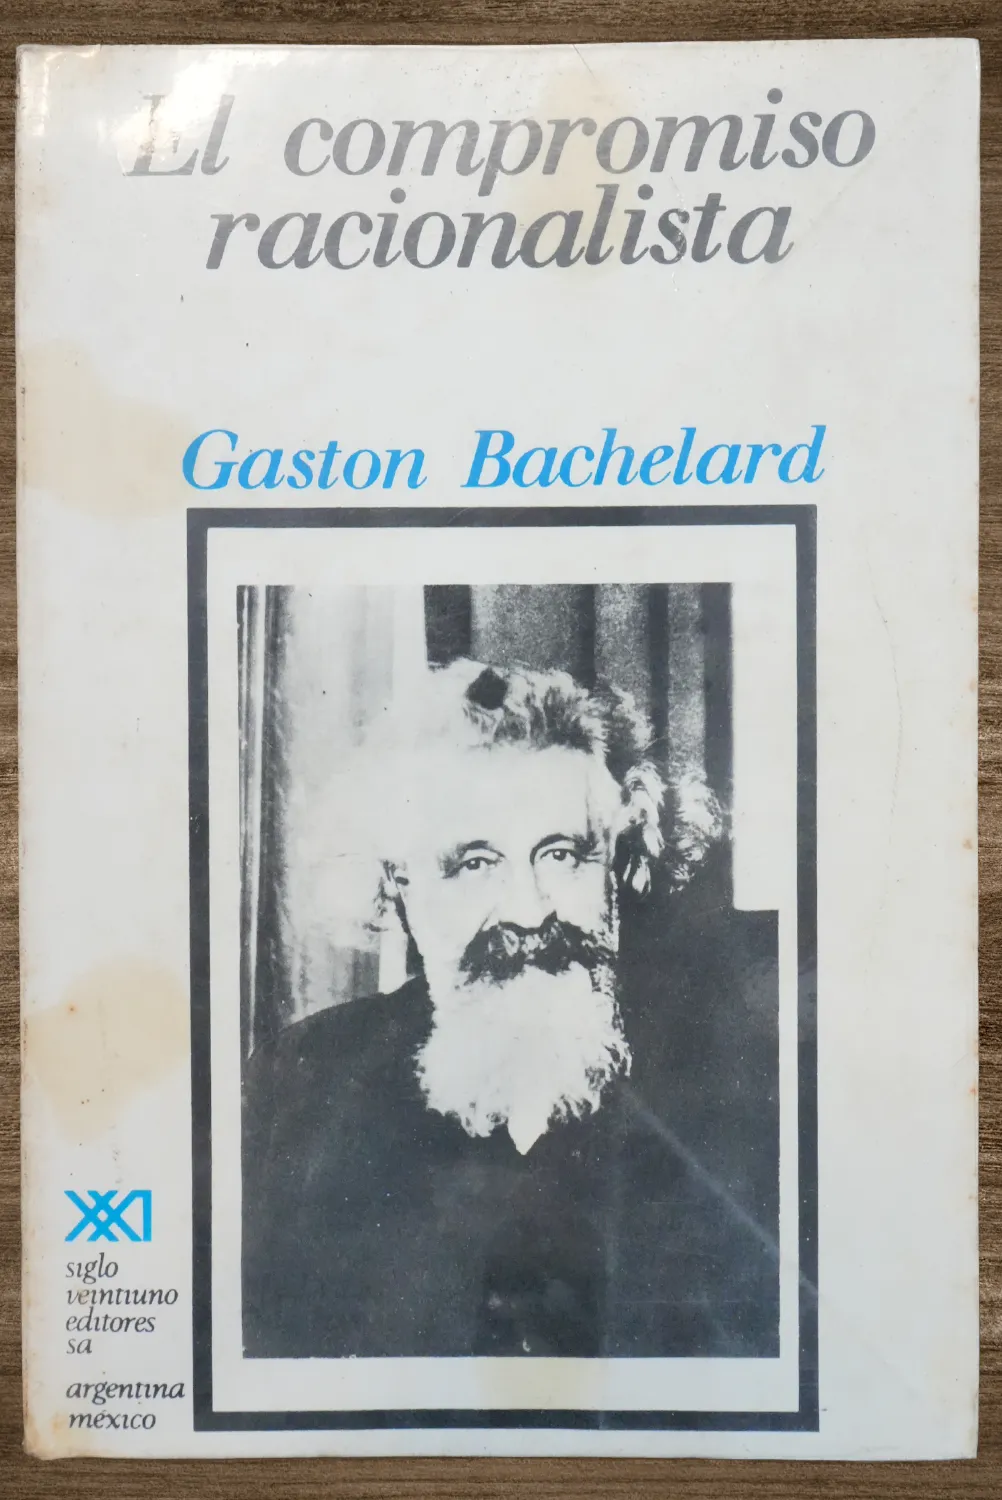 El compromiso
racionalista
Gaston Bachelard
XXI
siglo
veintiuno
editores
sa
argentina
méxico